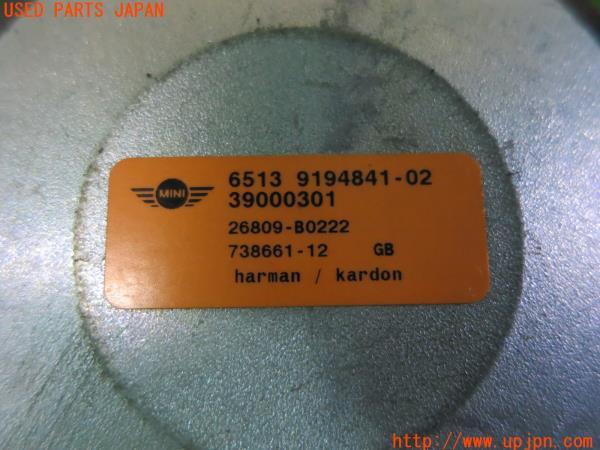 USED PARTS JAPAN
MINI
6513 9194841-02
39000301
26809-B0222
738661-12 GB
harman / kardon
http://www.upjpn.com